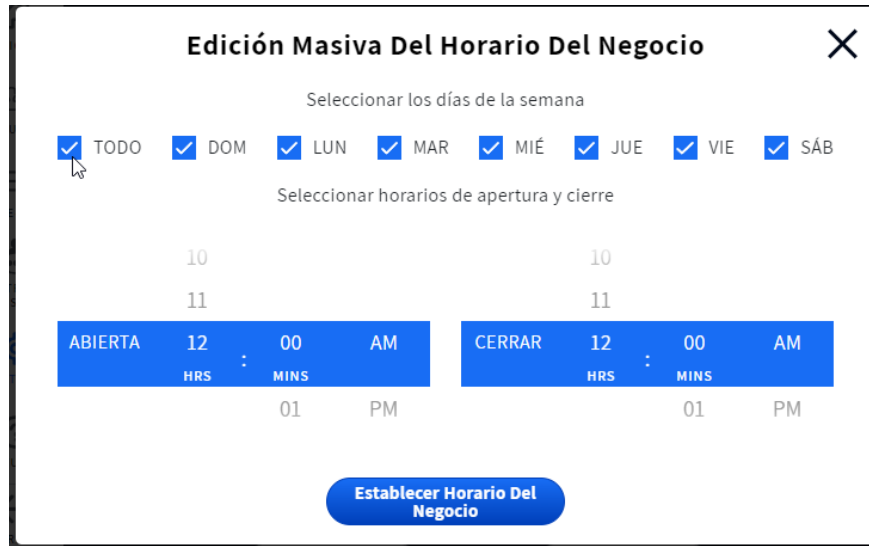 Edición Masiva Del Horario Del Negocio
Seleccionar los días de la semana
TODO DOM LUN MAR MIÉ JUE VIE SÁB
Seleccionar horarios de apertura y cierre
10 10
11 11
ABIERTA 12 : 00 AM CERRAR 12 : 00 AM
HRS MINS HRS MINS
01 PM 01 PM
Establecer Horario Del
Negocio